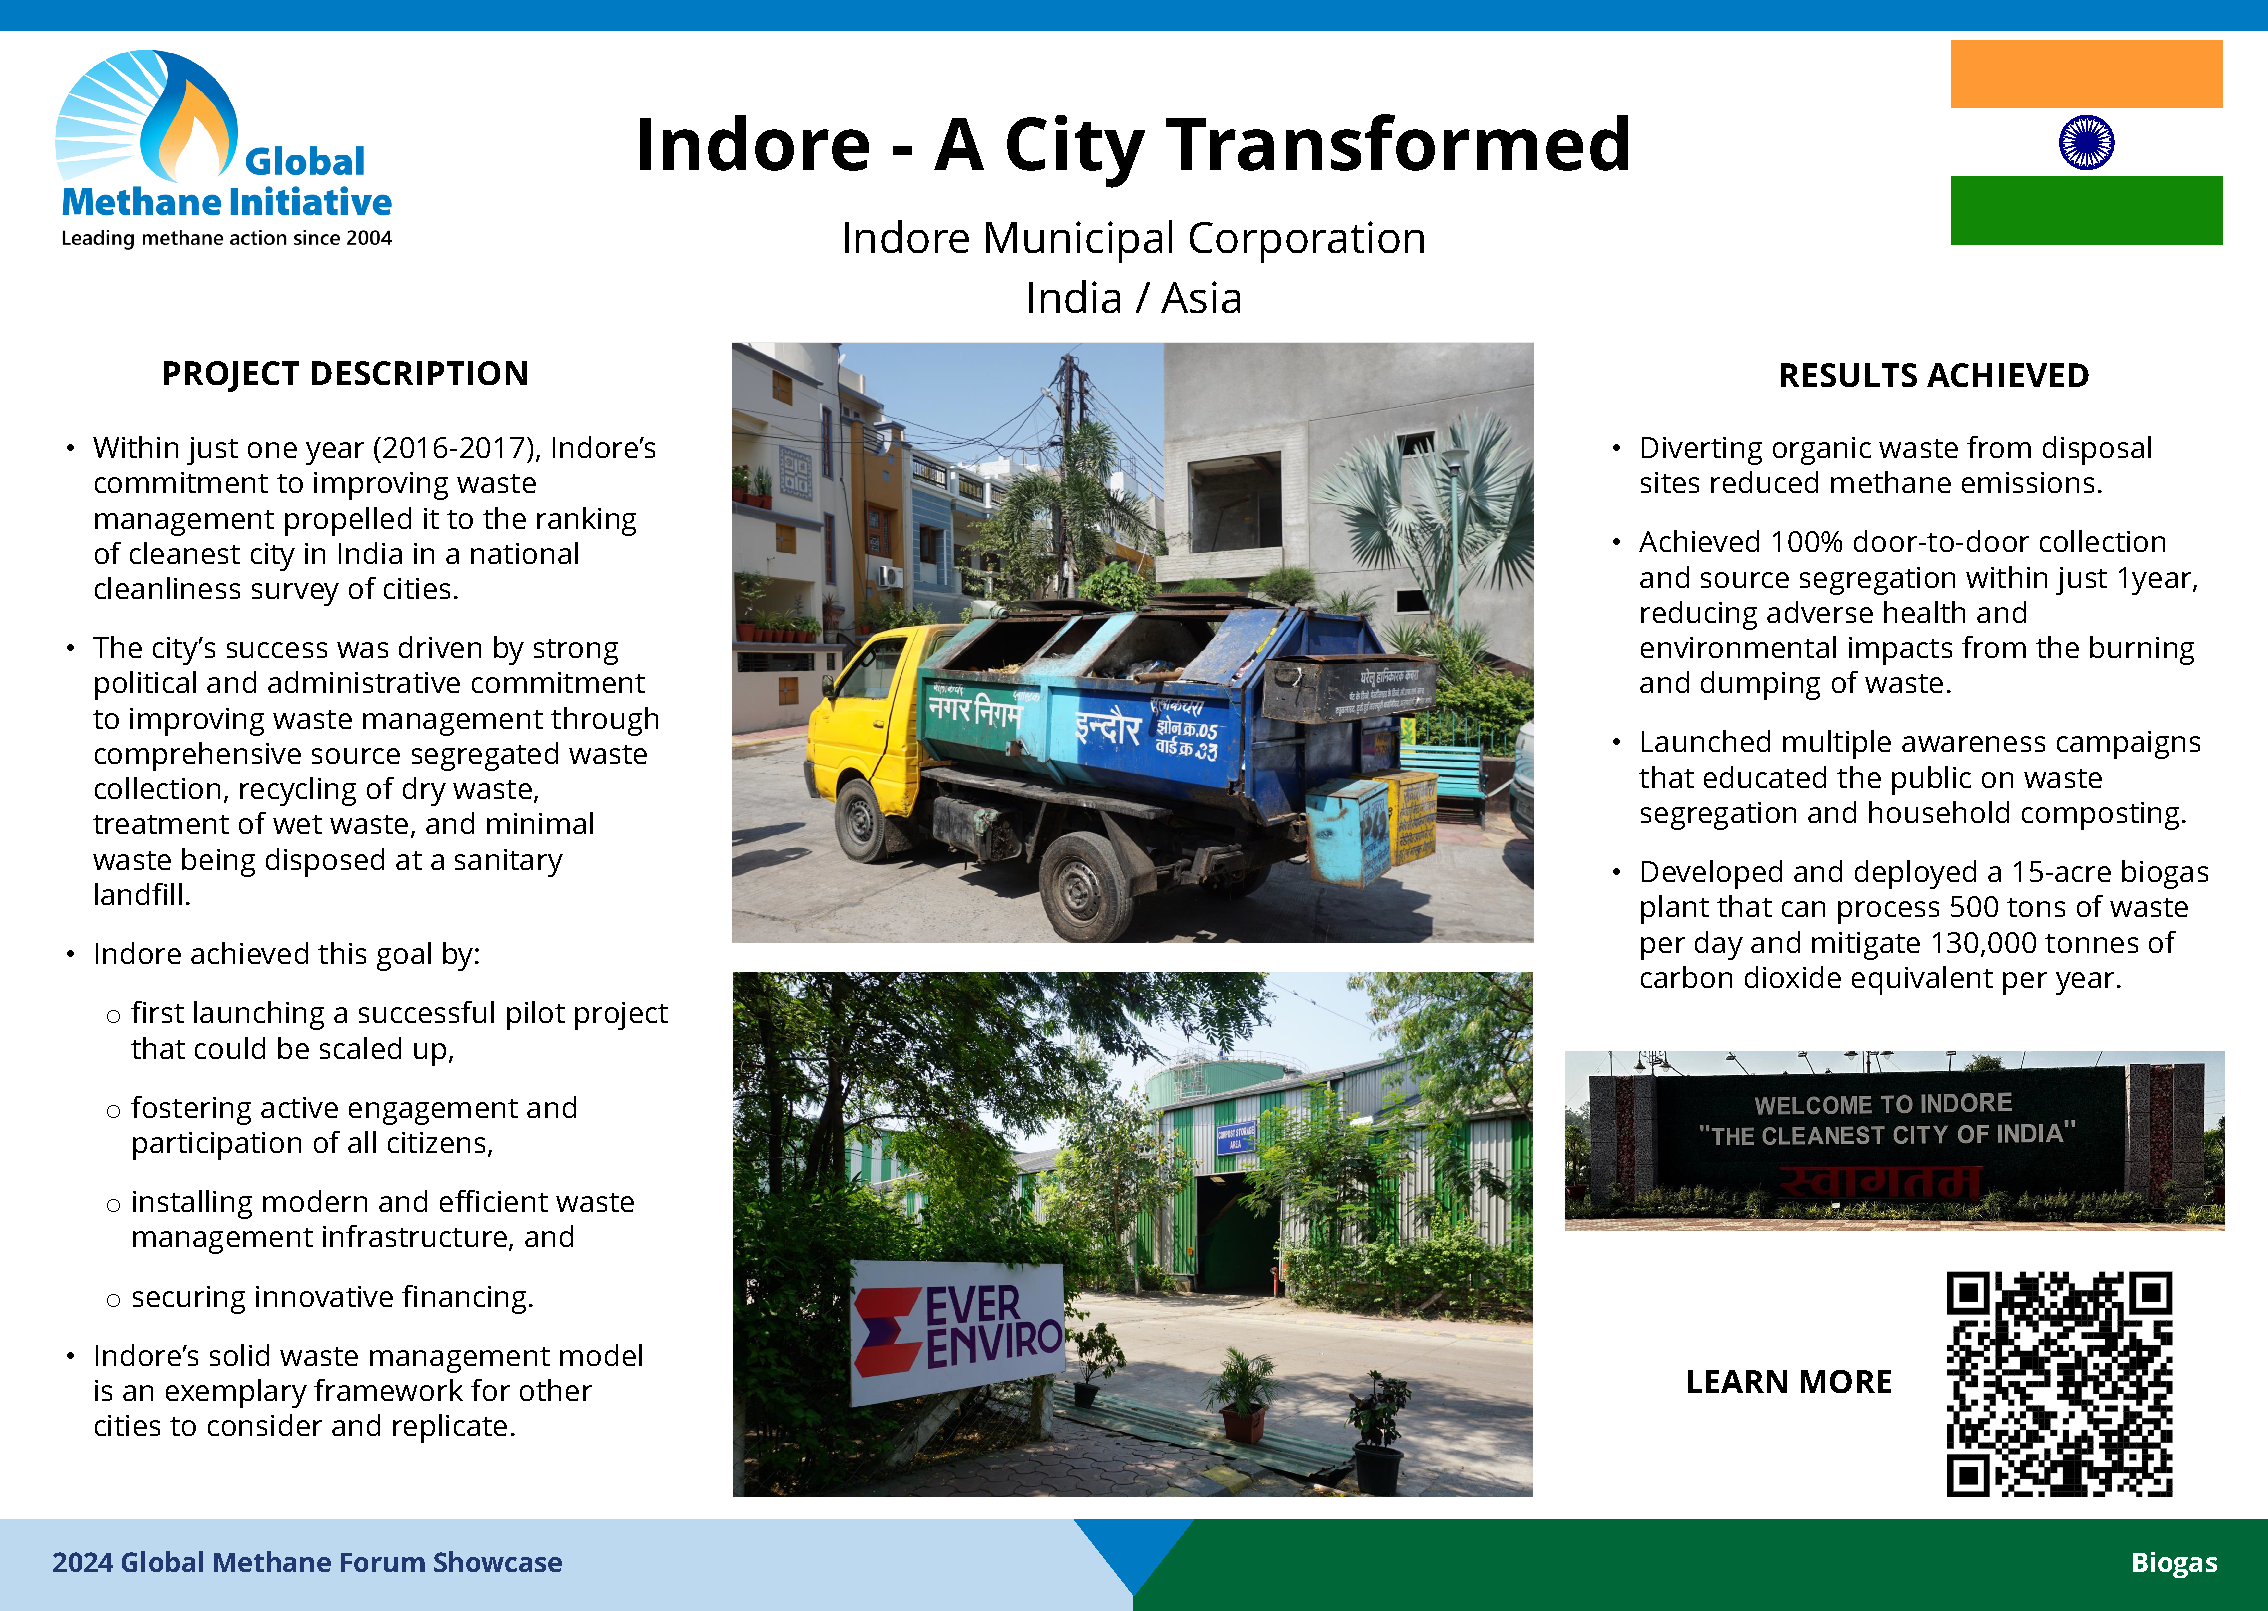 Global
Methane Initiative
Leading methane action since 2004
Indore - A City Transformed
Indore Municipal Corporation
India / Asia
PROJECT DESCRIPTION
• Within just one year (2016-2017), Indore’s
commitment to improving waste
management propelled it to the ranking
of cleanest city in India in a national
cleanliness survey of cities.
• The city’s success was driven by strong
political and administrative commitment
to improving waste management through
comprehensive source segregated waste
collection, recycling of dry waste,
treatment of wet waste, and minimal
waste being disposed at a sanitary
landfill.
• Indore achieved this goal by:
o first launching a successful pilot project
that could be scaled up,
o fostering active engagement and
participation of all citizens,
o installing modern and efficient waste
management infrastructure, and
o securing innovative financing.
• Indore’s solid waste management model
is an exemplary framework for other
cities to consider and replicate.
नगर निगम
इन्दौर
झोन क्र.05
वार्ड क्र.
घरेलु हानिकारक कचरा
COMPOST STORAGE
AREA
EVER
ENVIRO
RESULTS ACHIEVED
• Diverting organic waste from disposal
sites reduced methane emissions.
• Achieved 100% door-to-door collection
and source segregation within just 1year,
reducing adverse health and
environmental impacts from the burning
and dumping of waste.
• Launched multiple awareness campaigns
that educated the public on waste
segregation and household composting.
• Developed and deployed a 15-acre biogas
plant that can process 500 tons of waste
per day and mitigate 130,000 tonnes of
carbon dioxide equivalent per year.
WELCOME TO INDORE
"THE CLEANEST CITY OF INDIA"
स्वागतम
LEARN MORE
2024 Global Methane Forum Showcase
Biogas